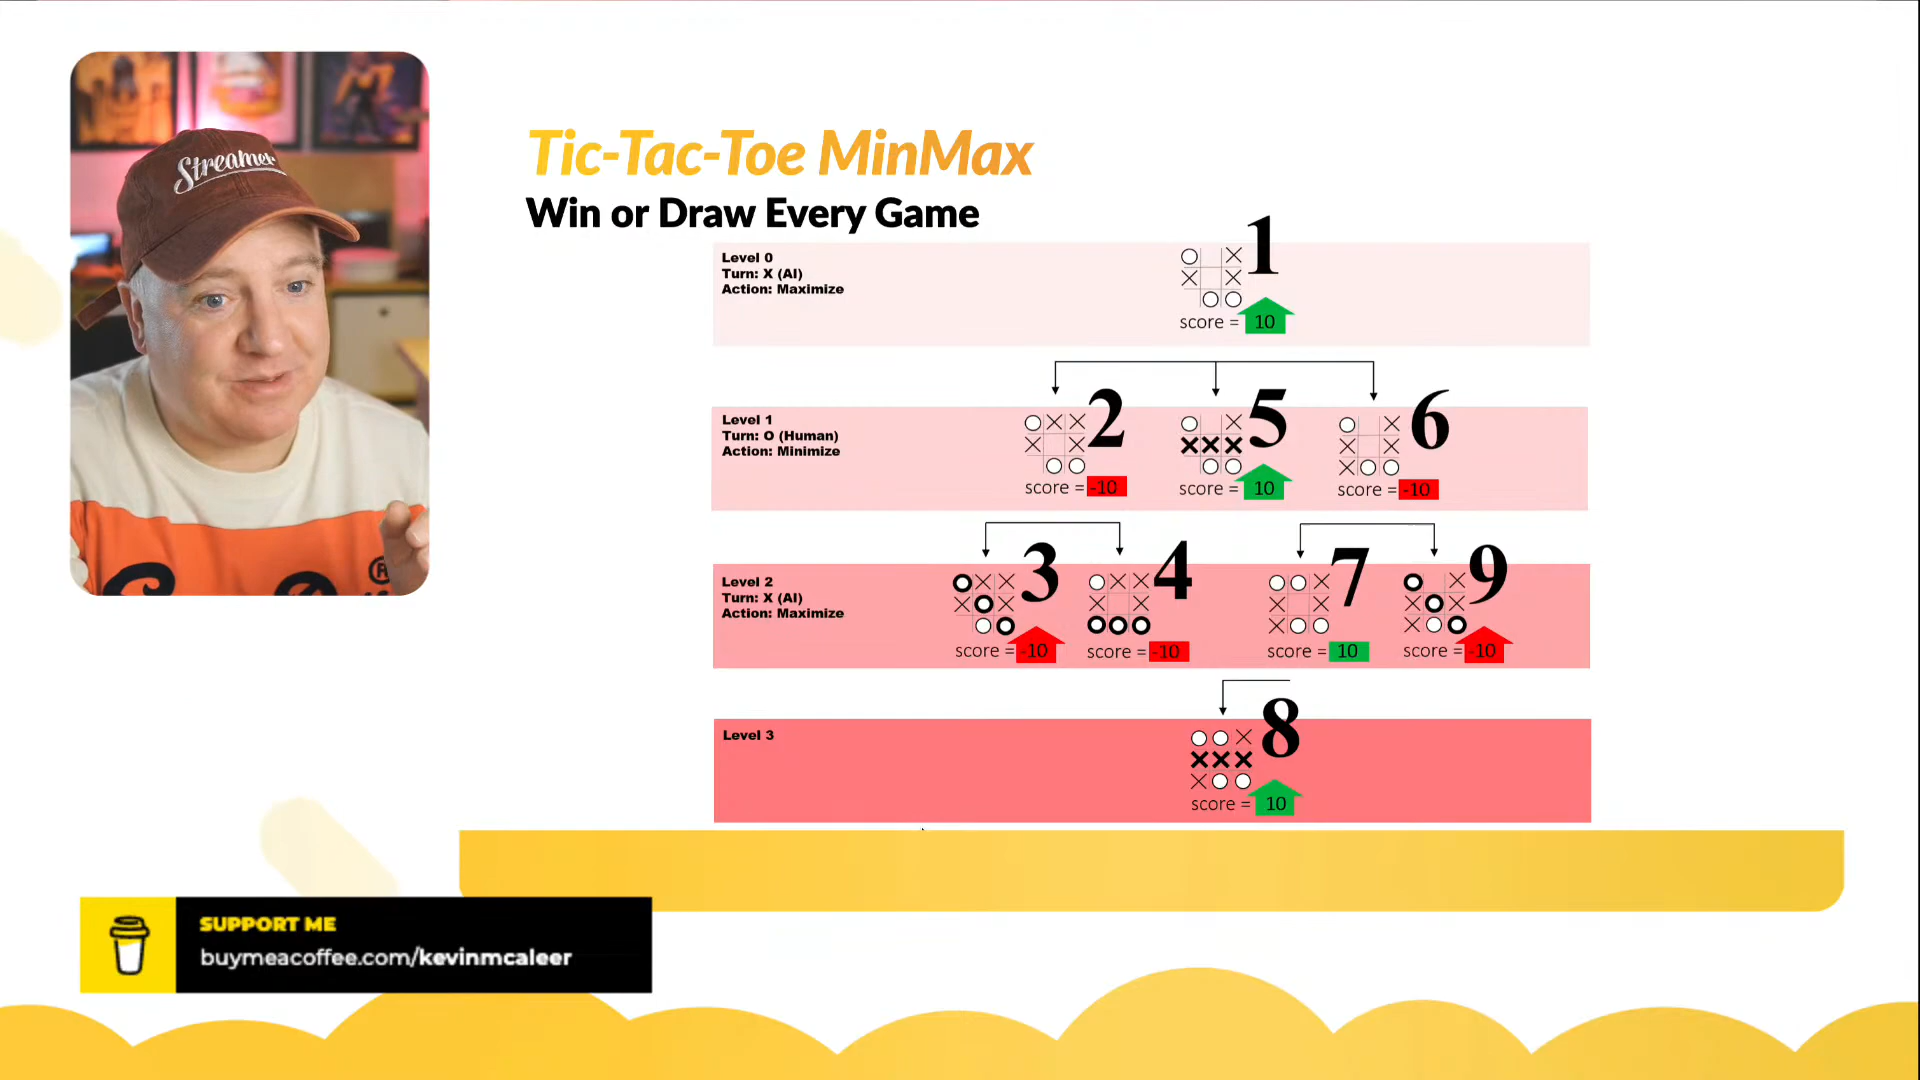 Streamer
Tic-Tac-Toe MinMax
Win or Draw Every Game
Level 0
Turn: X (AI)
Action: Maximize
1
score = 10
Level 1
Turn: O (Human)
Action: Minimize
2
score = -10
5
score = 10
6
score = -10
Level 2
Turn: X (AI)
Action: Maximize
3
score = -10
4
score = -10
7
score = 10
9
score = -10
Level 3
8
score = 10
SUPPORT ME
buymeacoffee.com/kevinmcaleer